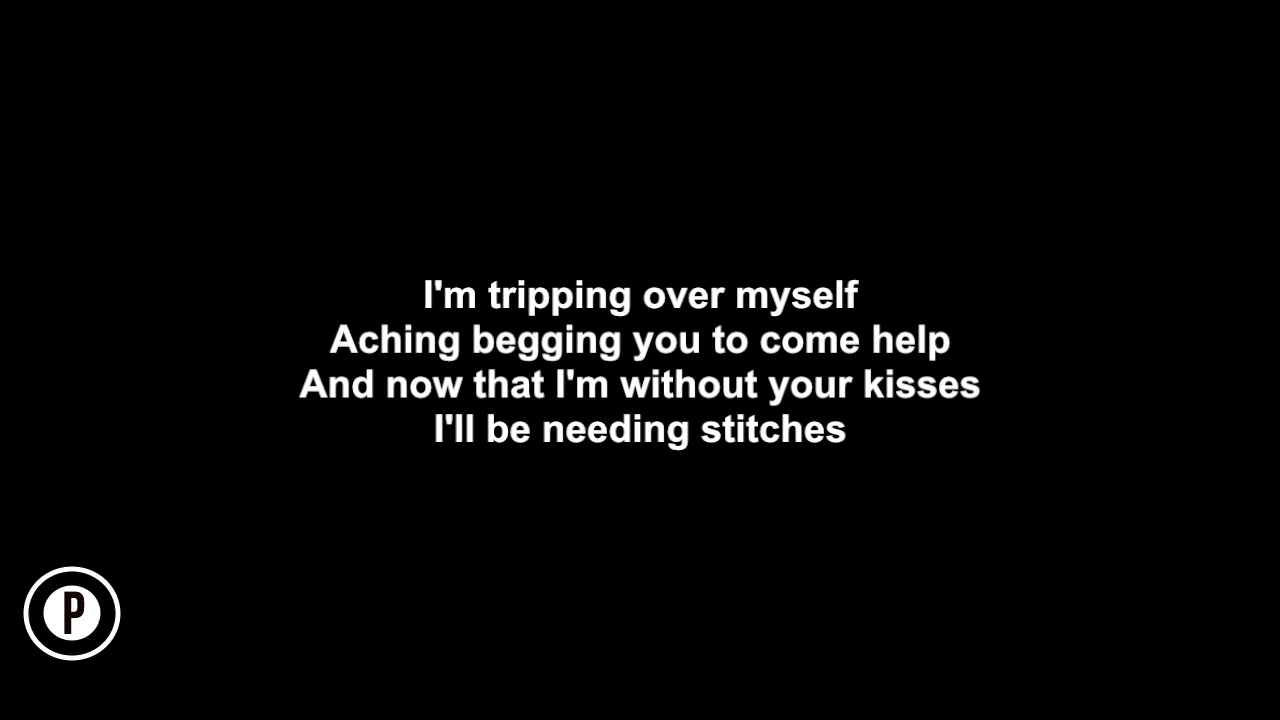 I'm tripping over myself
Aching begging you to come help
And now that I'm without your kisses
I'll be needing stitches
P